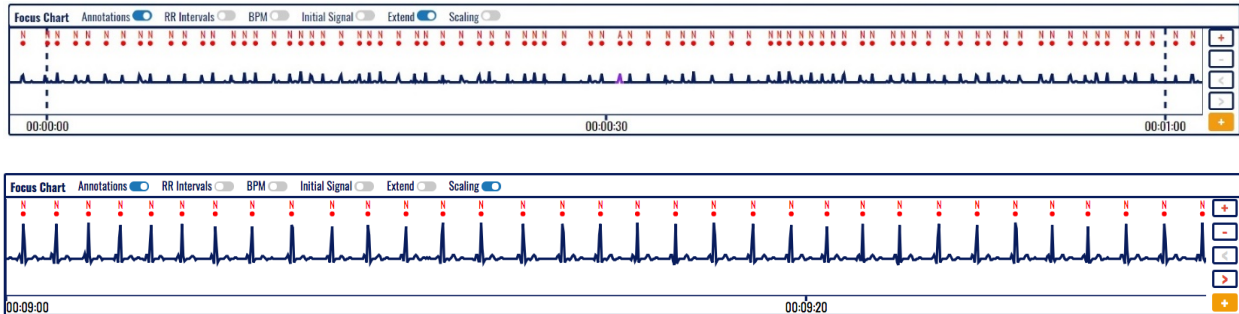 Focus Chart Annotations RR Intervals BPM Initial Signal Extend Scaling
N N N N N N N N N N N N N N N N N N N N N N N N N N N N N N N N N N N N N N N A N N N N N N N N N N N N N N N N N N N N N N N N N N N N N N N N N N N N N N N
+
-
<
>
+
00:00:00 00:00:30 00:01:00
Focus Chart Annotations RR Intervals BPM Initial Signal Extend Scaling
N N N N N N N N N N N N N N N N N N N N N N N N N N N N N N N N N
+
-
<
>
+
00:09:00 00:09:20